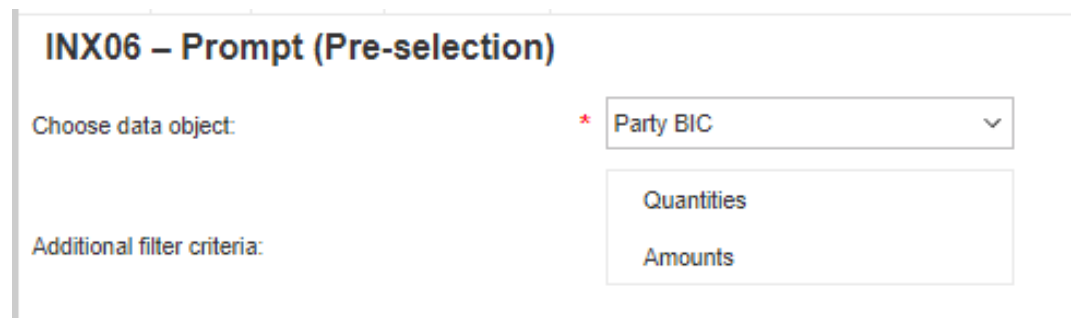 INX06 – Prompt (Pre-selection)
Choose data object:
* Party BIC
Quantities
Additional filter criteria:
Amounts